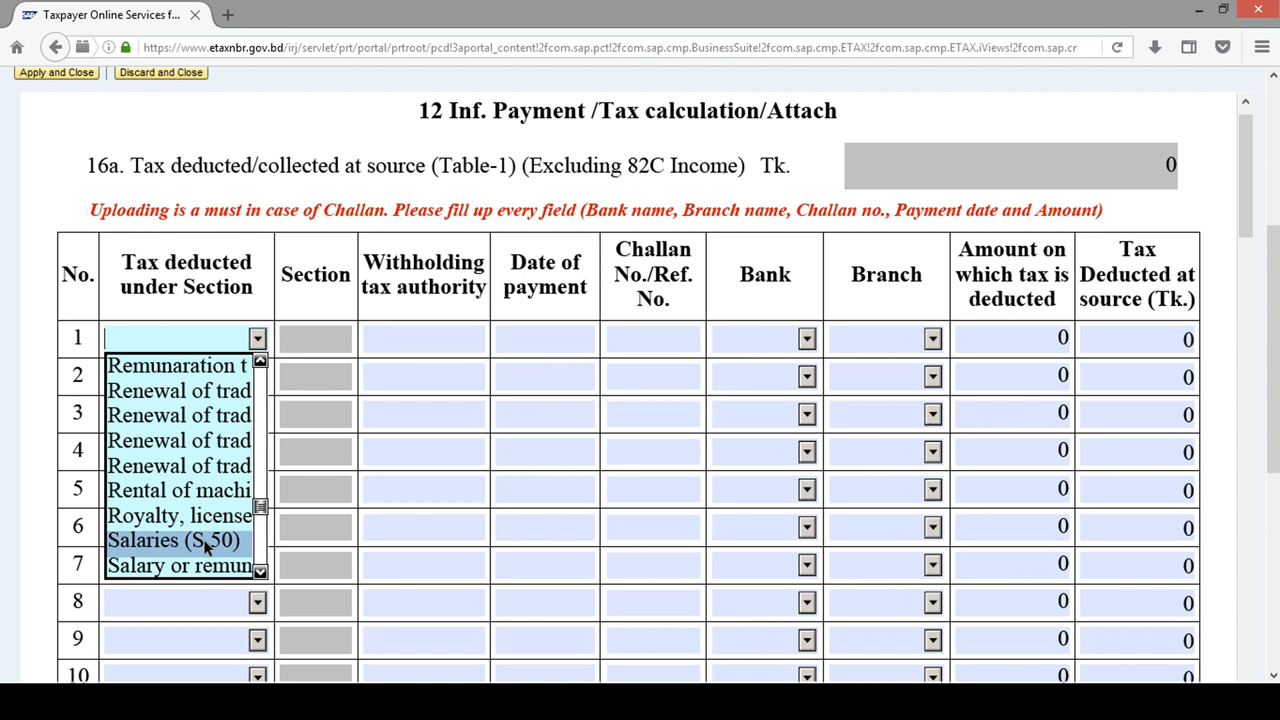 Taxpayer Online Services f...
https://www.etaxnbr.gov.bd/irj/servlet/prt/portal/prtroot/pcd!3aportal_content!2fcom.sap.pct!2fcom.sap.cmp.BusinessSuite!2fcom.sap.cmp.ETAX!2fcom.sap.cmp.ETAX.iViews!2fcom.sap.cr
Apply and Close
Discard and Close
12 Inf. Payment /Tax calculation/Attach
16a. Tax deducted/collected at source (Table-1) (Excluding 82C Income) Tk. 0
Uploading is a must in case of Challan. Please fill up every field (Bank name, Branch name, Challan no., Payment date and Amount)
No.
Tax deducted
under Section
Section
Withholding
tax authority
Date of
payment
Challan
No./Ref.
No.
Bank
Branch
Amount on
which tax is
deducted
Tax
Deducted at
source (Tk.)
1 0 0
Remunaration t
Renewal of trad
Renewal of trad
Renewal of trad
Renewal of trad
Rental of machi
Royalty, license
Salaries (S 50)
Salary or remun
2 0 0
3 0 0
4 0 0
5 0 0
6 0 0
7 0 0
8 0 0
9 0 0
10 0 0